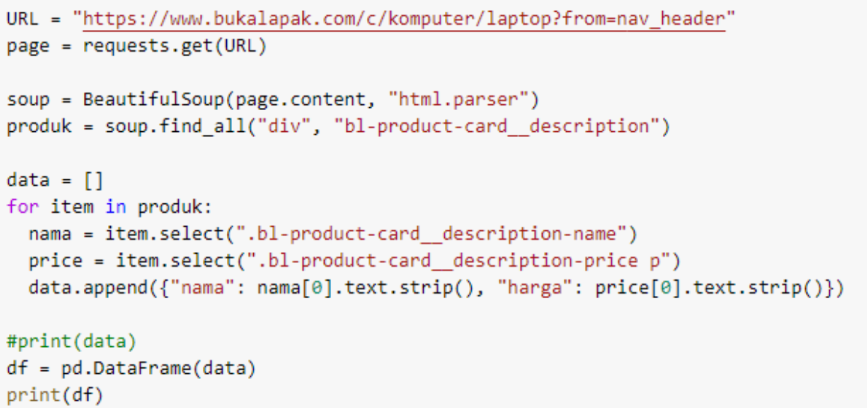 URL = "https://www.bukalapak.com/c/komputer/laptop?from=nav_header"
page = requests.get(URL)

soup = BeautifulSoup(page.content, "html.parser")
produk = soup.find_all("div", "bl-product-card__description")

data = []
for item in produk:
  nama = item.select(".bl-product-card__description-name")
  price = item.select(".bl-product-card__description-price p")
  data.append({"nama": nama[0].text.strip(), "harga": price[0].text.strip()})

#print(data)
df = pd.DataFrame(data)
print(df)